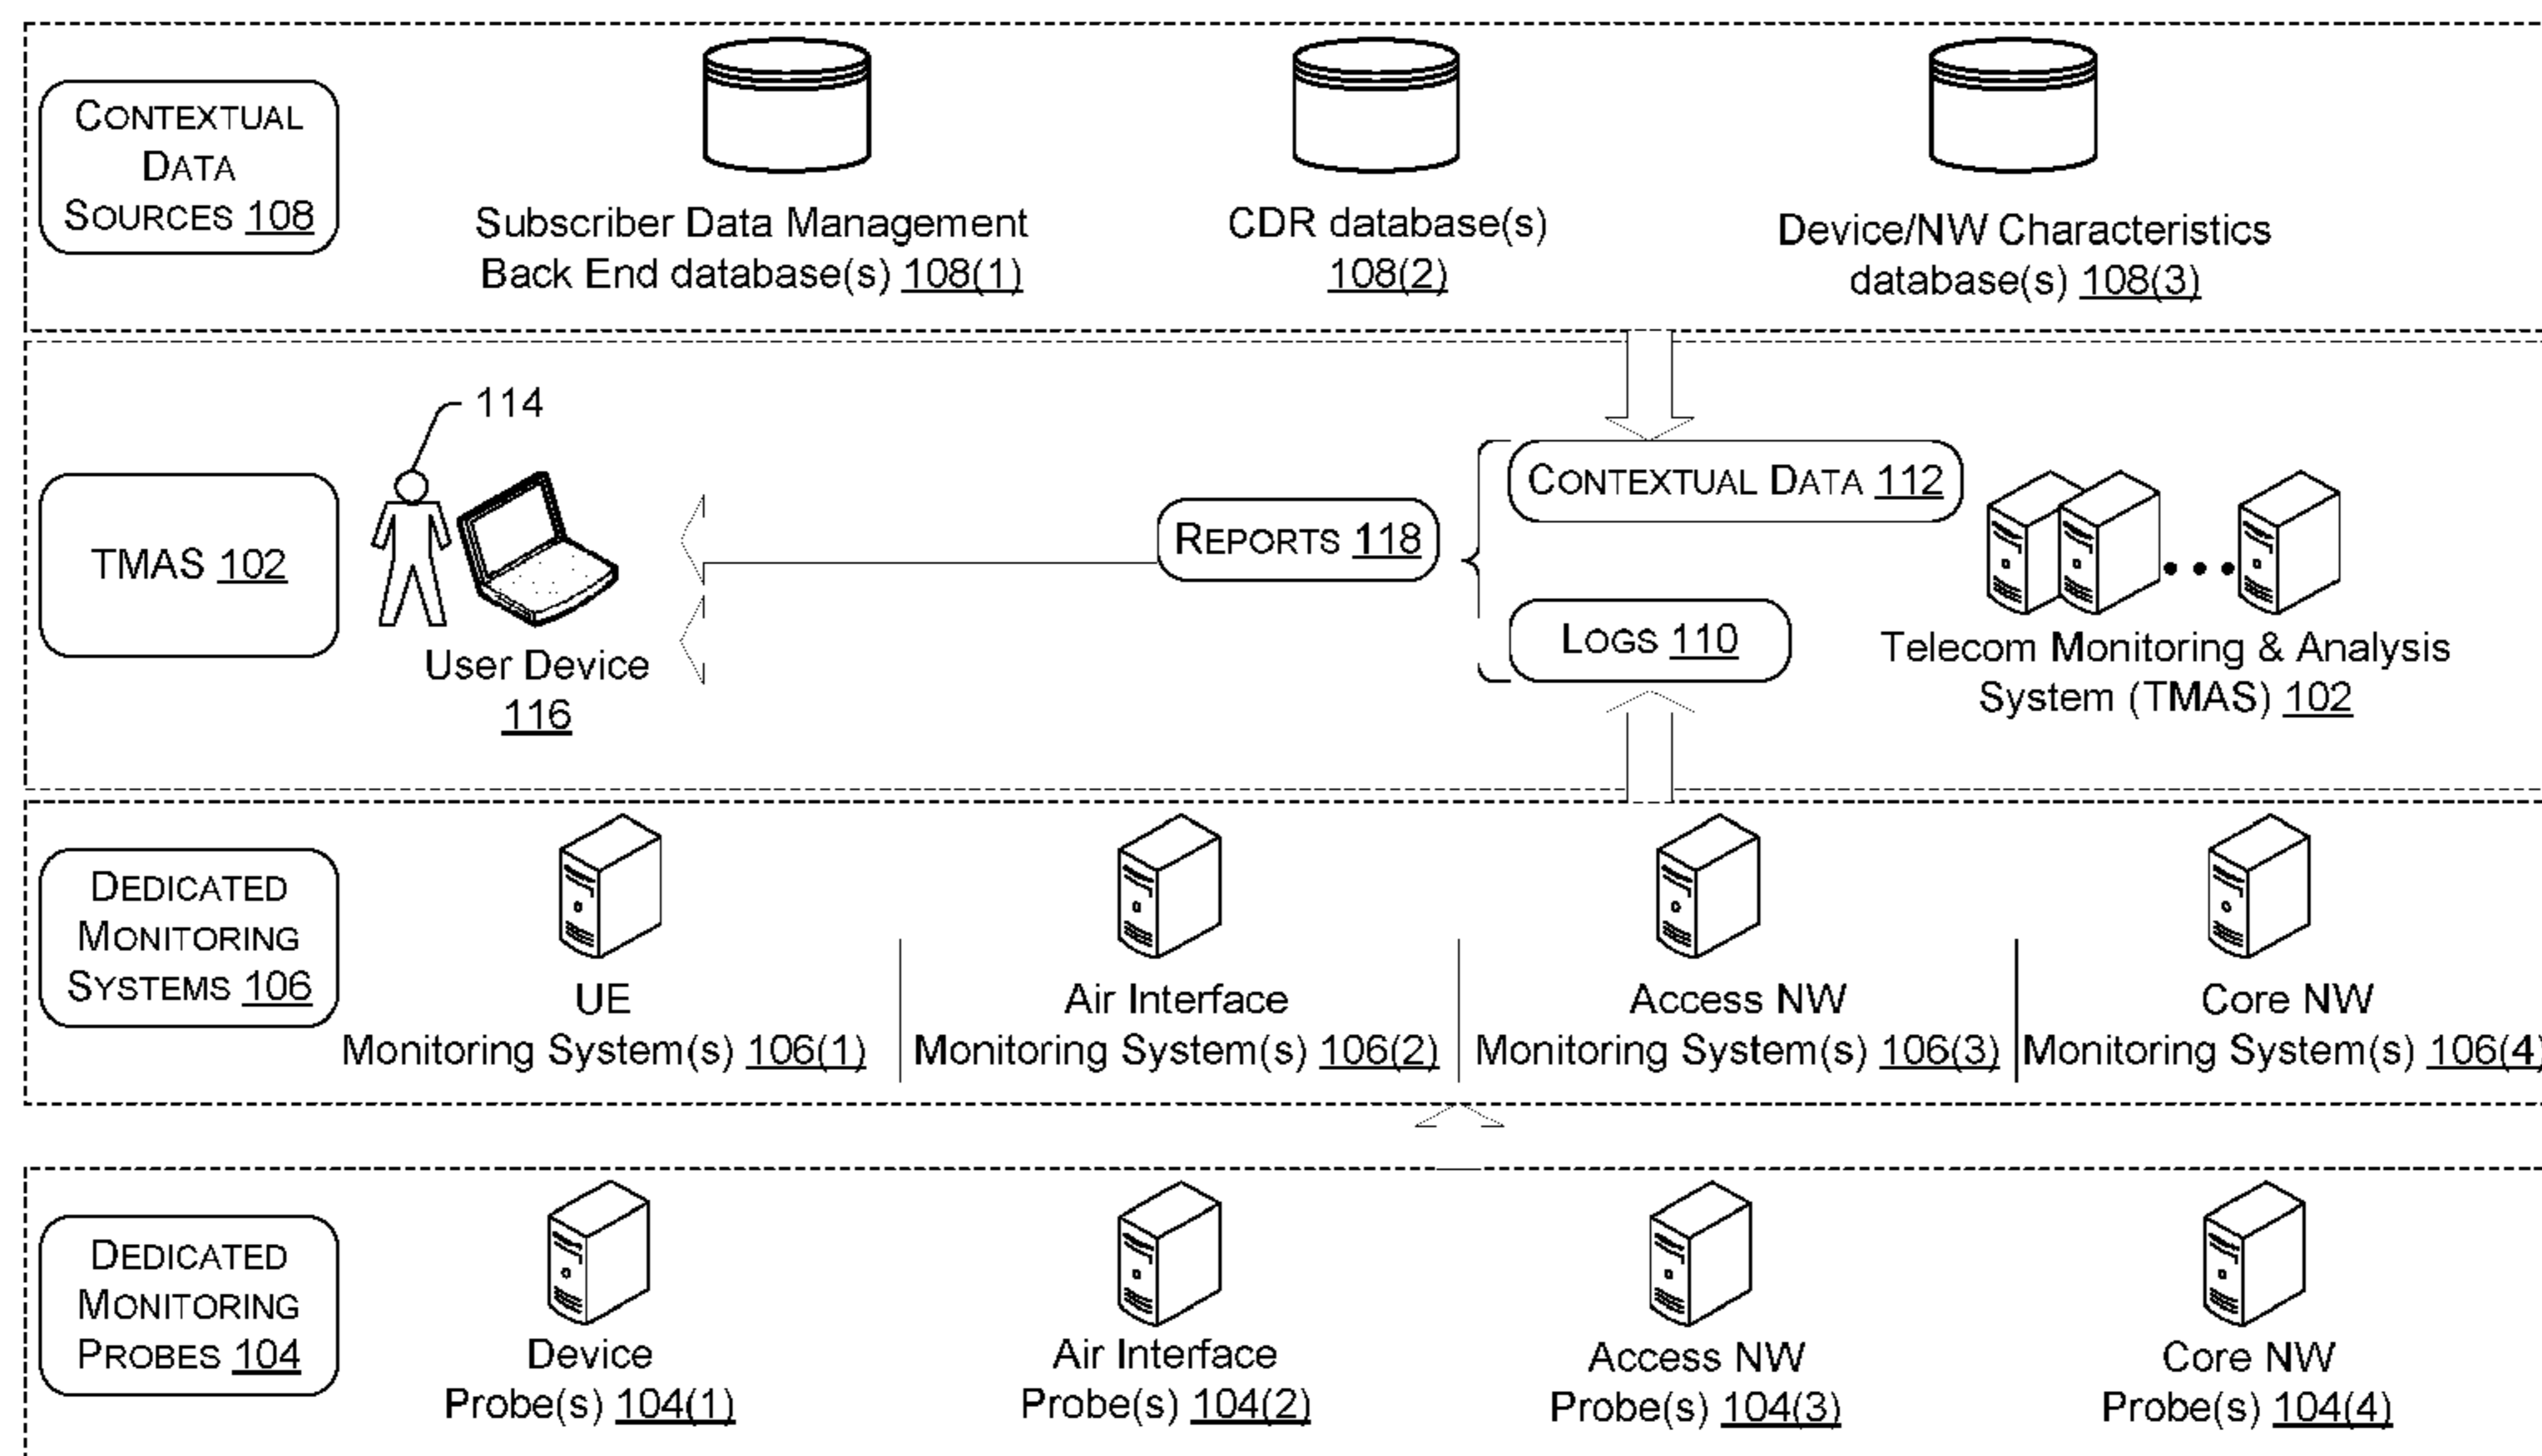 CONTEXTUAL
DATA
SOURCES 108
Subscriber Data Management
Back End database(s) 108(1)
CDR database(s)
108(2)
Device/NW Characteristics
database(s) 108(3)
114
TMAS 102
User Device
116
REPORTS 118
CONTEXTUAL DATA 112
LOGS 110
Telecom Monitoring & Analysis
System (TMAS) 102
DEDICATED
MONITORING
SYSTEMS 106
UE
Monitoring System(s) 106(1)
Air Interface
Monitoring System(s) 106(2)
Access NW
Monitoring System(s) 106(3)
Core NW
Monitoring System(s) 106(4)
DEDICATED
MONITORING
PROBES 104
Device
Probe(s) 104(1)
Air Interface
Probe(s) 104(2)
Access NW
Probe(s) 104(3)
Core NW
Probe(s) 104(4)